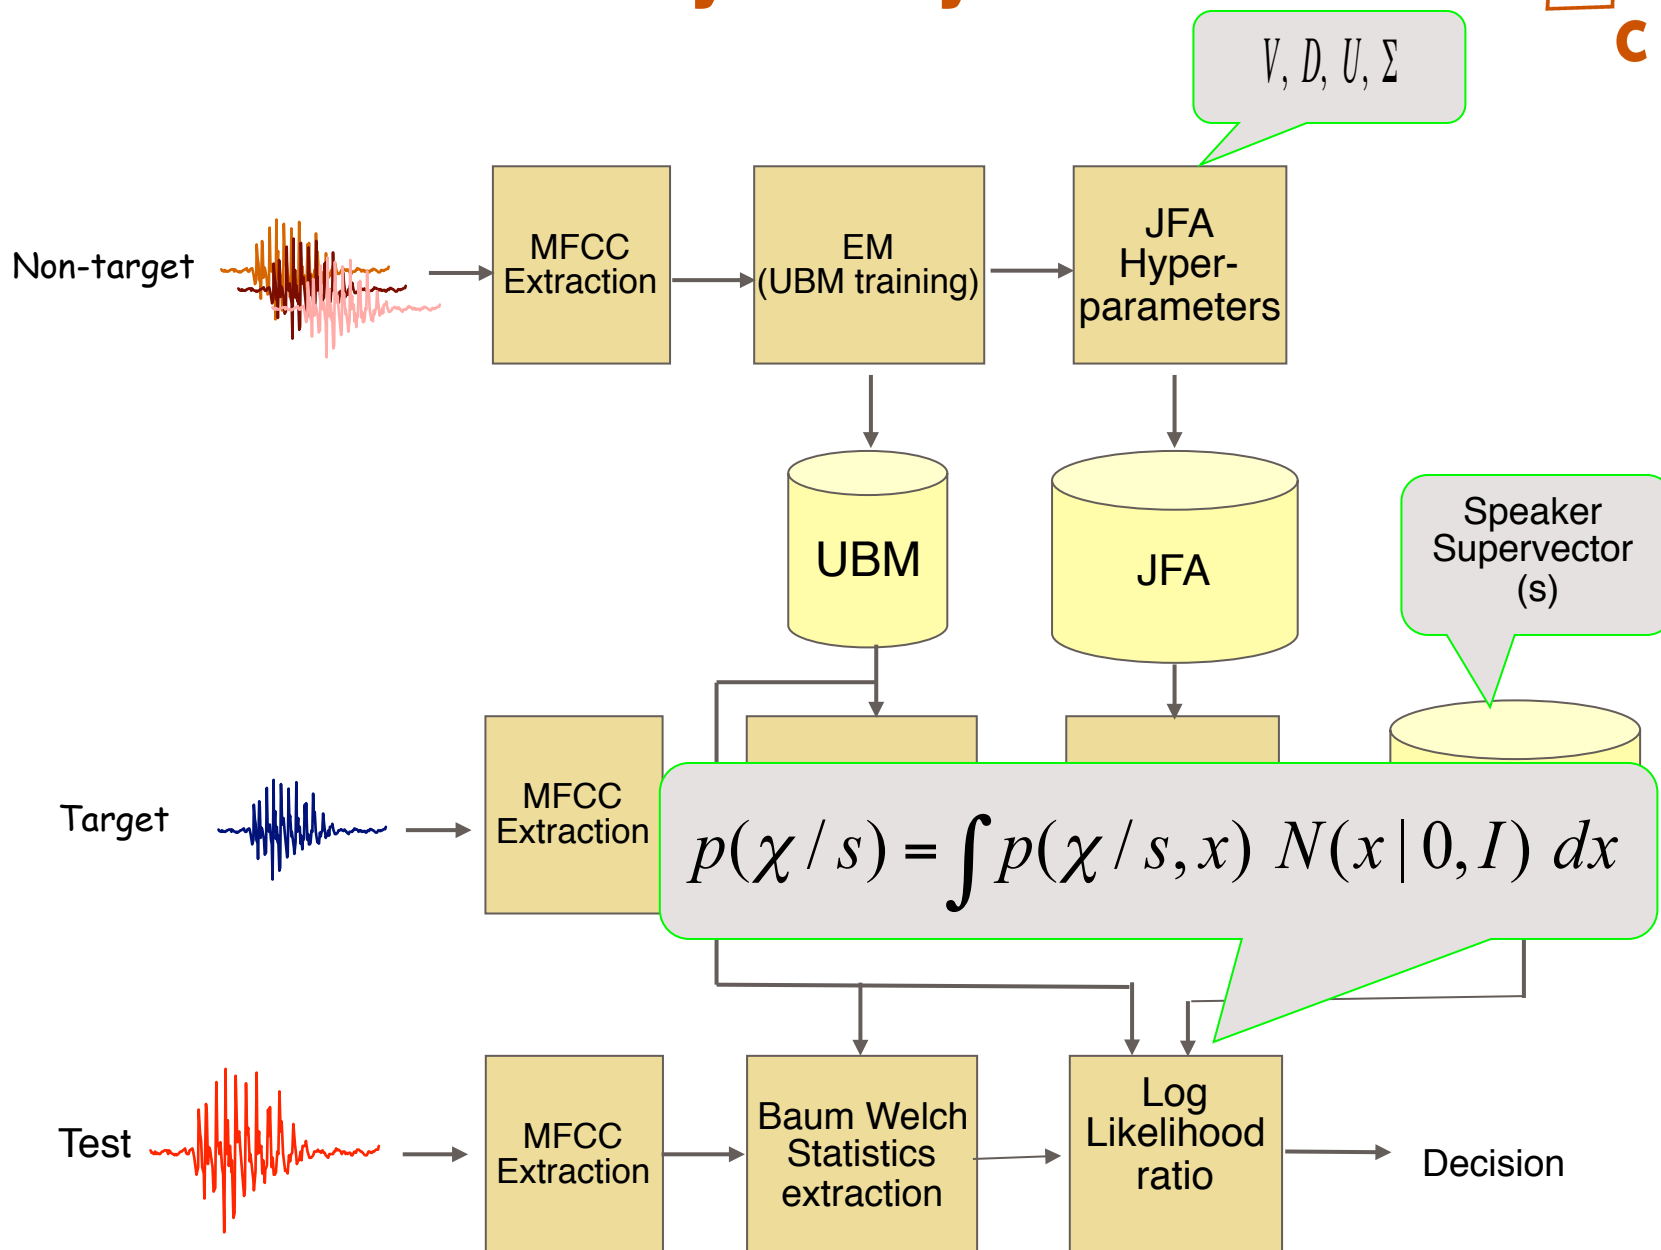 c
V, D, U, Σ
Non-target
MFCC
Extraction
EM
(UBM training)
JFA
Hyper-
parameters
UBM
JFA
Speaker
Supervector
(s)
Target
MFCC
Extraction
p(χ / s) = ∫ p(χ / s, x) N(x | 0, I) dx
Test
MFCC
Extraction
Baum Welch
Statistics
extraction
Log
Likelihood
ratio
Decision